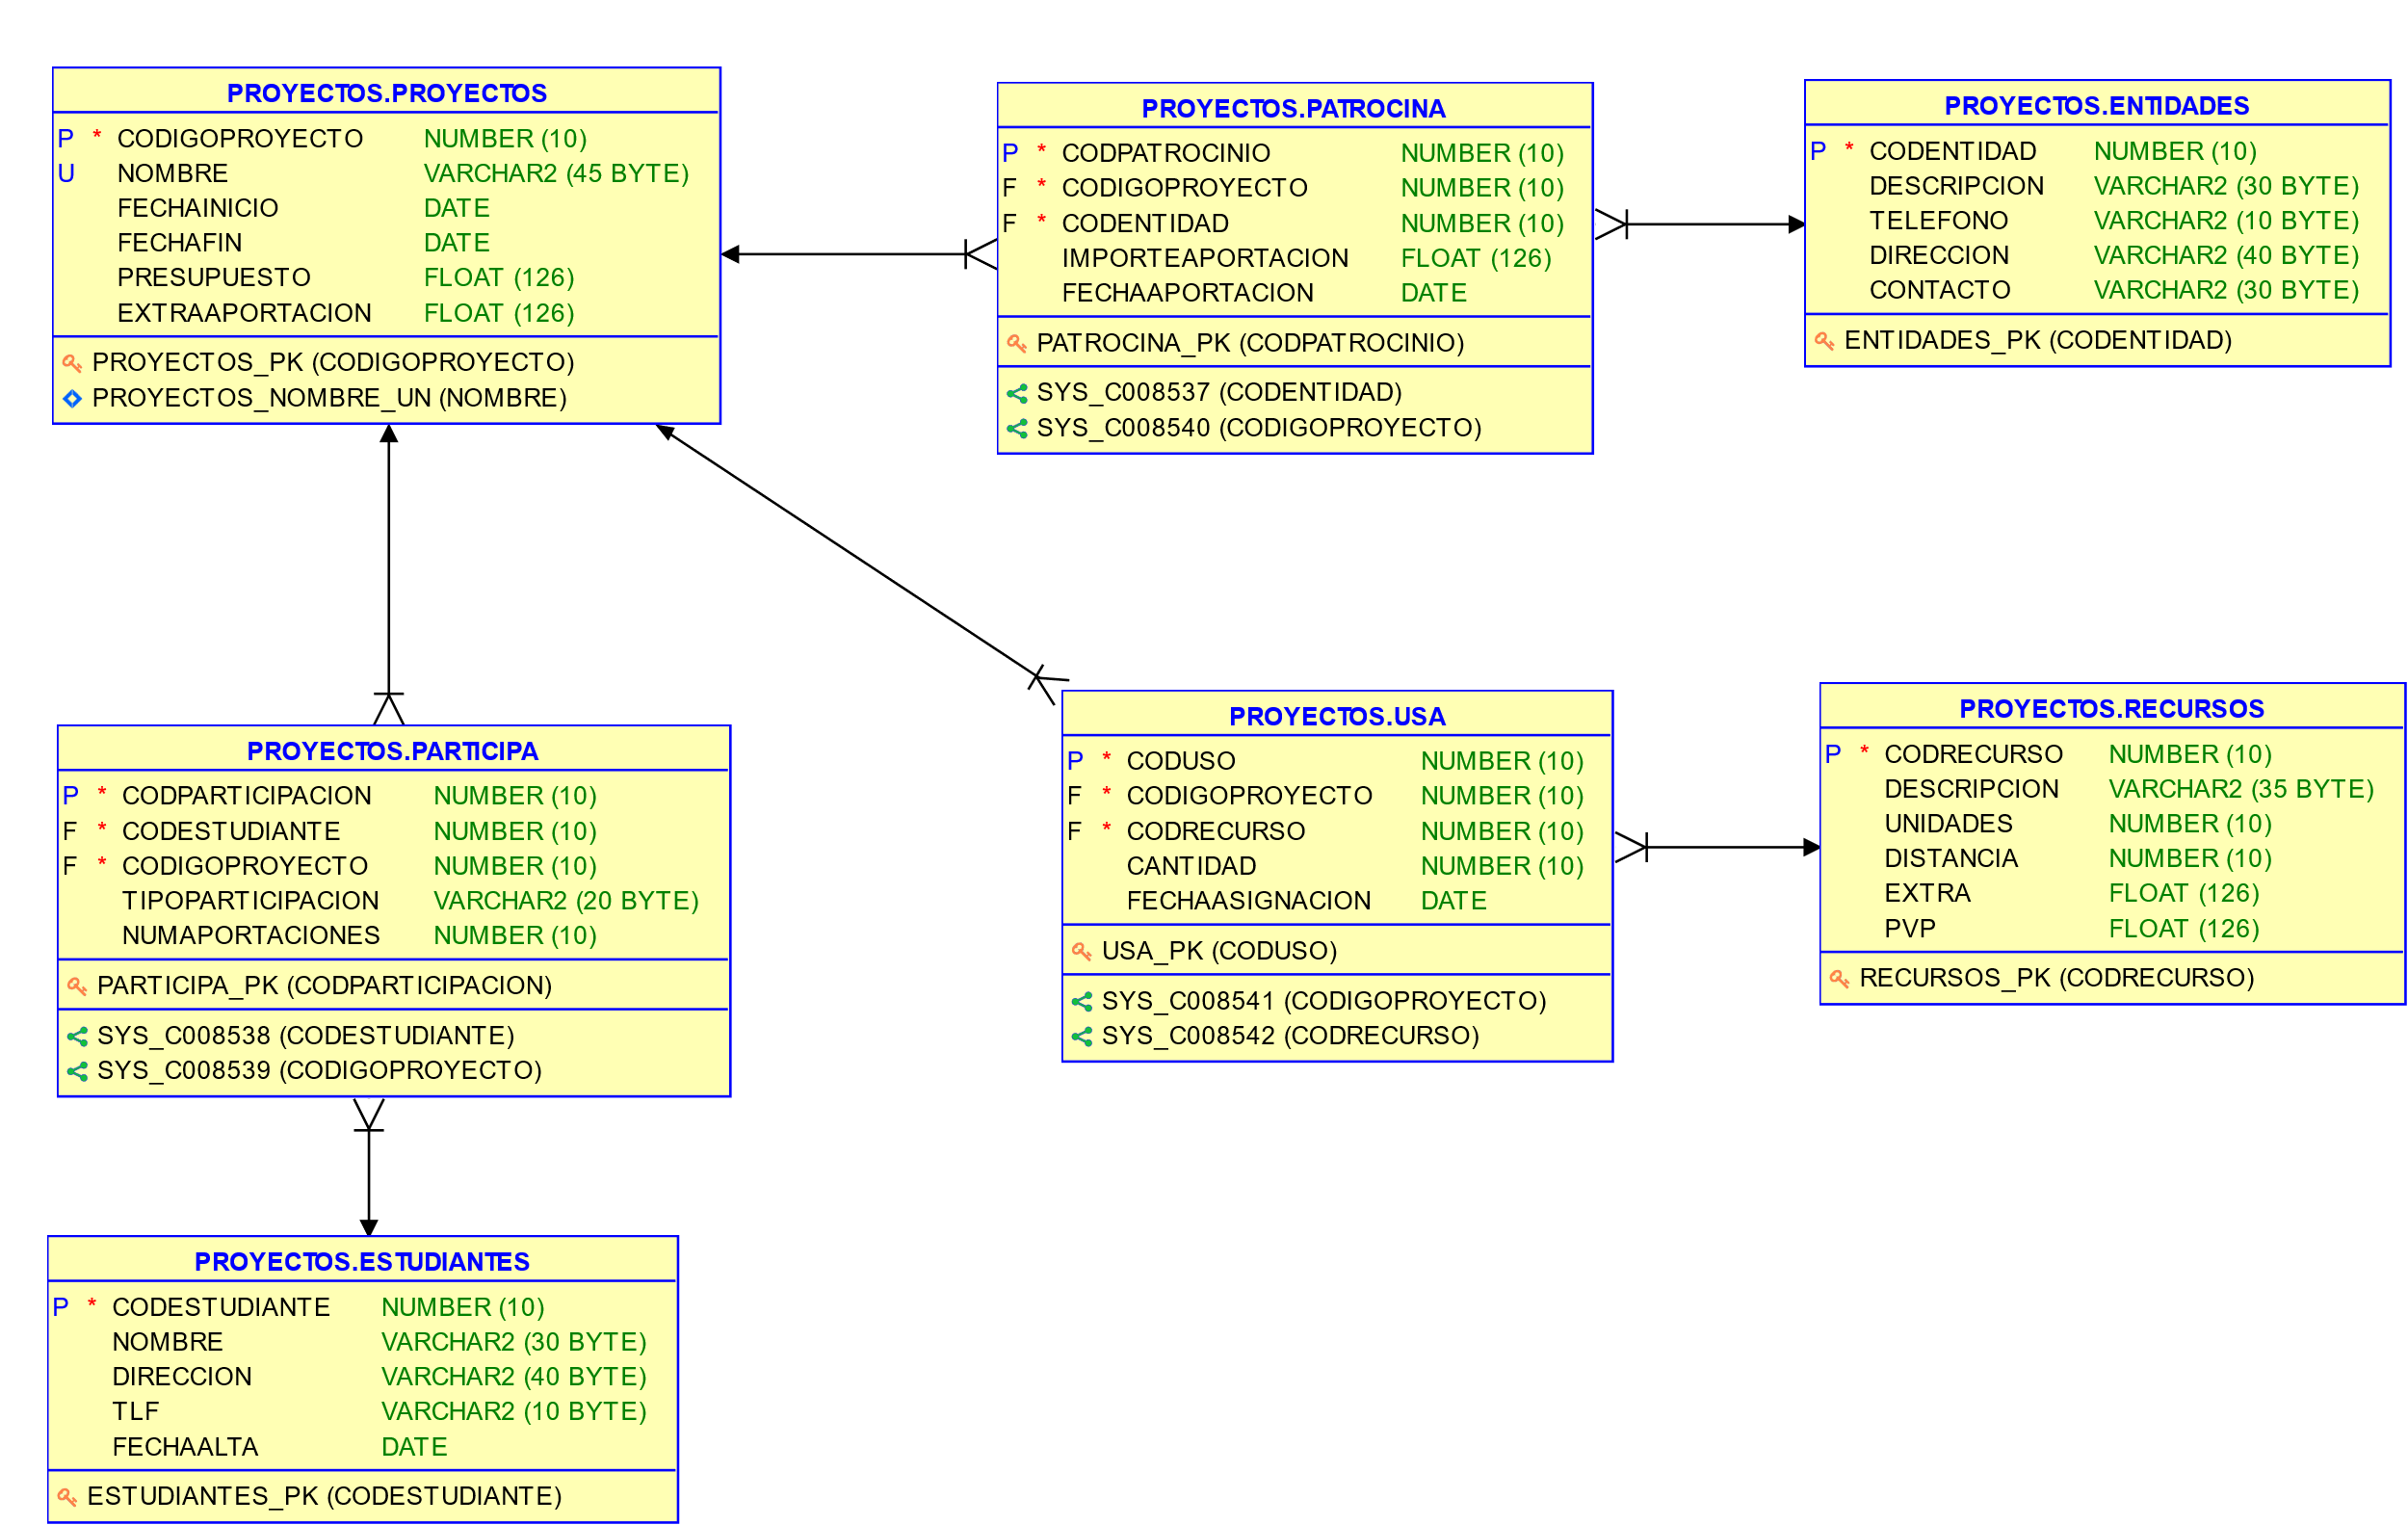 PROYECTOS.PROYECTOS
P * CODIGOPROYECTO NUMBER (10)
U NOMBRE VARCHAR2 (45 BYTE)
FECHAINICIO DATE
FECHAFIN DATE
PRESUPUESTO FLOAT (126)
EXTRAAPORTACION FLOAT (126)
PROYECTOS_PK (CODIGOPROYECTO)
PROYECTOS_NOMBRE_UN (NOMBRE)
PROYECTOS.PATROCINA
P * CODPATROCINIO NUMBER (10)
F * CODIGOPROYECTO NUMBER (10)
F * CODENTIDAD NUMBER (10)
IMPORTEAPORTACION FLOAT (126)
FECHAAPORTACION DATE
PATROCINA_PK (CODPATROCINIO)
SYS_C008537 (CODENTIDAD)
SYS_C008540 (CODIGOPROYECTO)
PROYECTOS.ENTIDADES
P * CODENTIDAD NUMBER (10)
DESCRIPCION VARCHAR2 (30 BYTE)
TELEFONO VARCHAR2 (10 BYTE)
DIRECCION VARCHAR2 (40 BYTE)
CONTACTO VARCHAR2 (30 BYTE)
ENTIDADES_PK (CODENTIDAD)
PROYECTOS.PARTICIPA
P * CODPARTICIPACION NUMBER (10)
F * CODESTUDIANTE NUMBER (10)
F * CODIGOPROYECTO NUMBER (10)
TIPOPARTICIPACION VARCHAR2 (20 BYTE)
NUMAPORTACIONES NUMBER (10)
PARTICIPA_PK (CODPARTICIPACION)
SYS_C008538 (CODESTUDIANTE)
SYS_C008539 (CODIGOPROYECTO)
PROYECTOS.USA
P * CODUSO NUMBER (10)
F * CODIGOPROYECTO NUMBER (10)
F * CODRECURSO NUMBER (10)
CANTIDAD NUMBER (10)
FECHAASIGNACION DATE
USA_PK (CODUSO)
SYS_C008541 (CODIGOPROYECTO)
SYS_C008542 (CODRECURSO)
PROYECTOS.RECURSOS
P * CODRECURSO NUMBER (10)
DESCRIPCION VARCHAR2 (35 BYTE)
UNIDADES NUMBER (10)
DISTANCIA NUMBER (10)
EXTRA FLOAT (126)
PVP FLOAT (126)
RECURSOS_PK (CODRECURSO)
PROYECTOS.ESTUDIANTES
P * CODESTUDIANTE NUMBER (10)
NOMBRE VARCHAR2 (30 BYTE)
DIRECCION VARCHAR2 (40 BYTE)
TLF VARCHAR2 (10 BYTE)
FECHAALTA DATE
ESTUDIANTES_PK (CODESTUDIANTE)